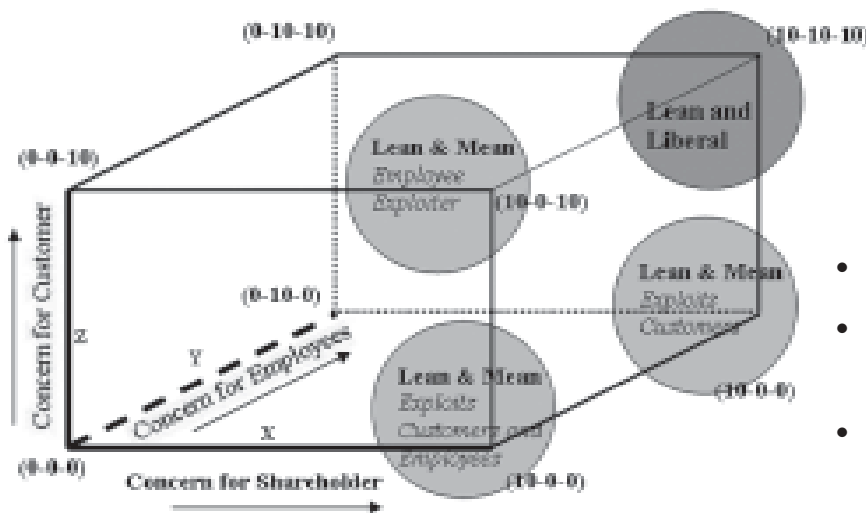 (0-10-10)
(10-10-10)
Lean and
Liberal
(0-0-10)
Lean & Mean
Employee
Exploiter
(10-0-10)
Concern for Customer
Z
(0-10-0)
Lean & Mean
Exploits
Customers
Y
Concern for Employees
X
Lean & Mean
Exploits
Customers and
Employees
(10-0-0)
(0-0-0)
(10-0-0)
Concern for Shareholder